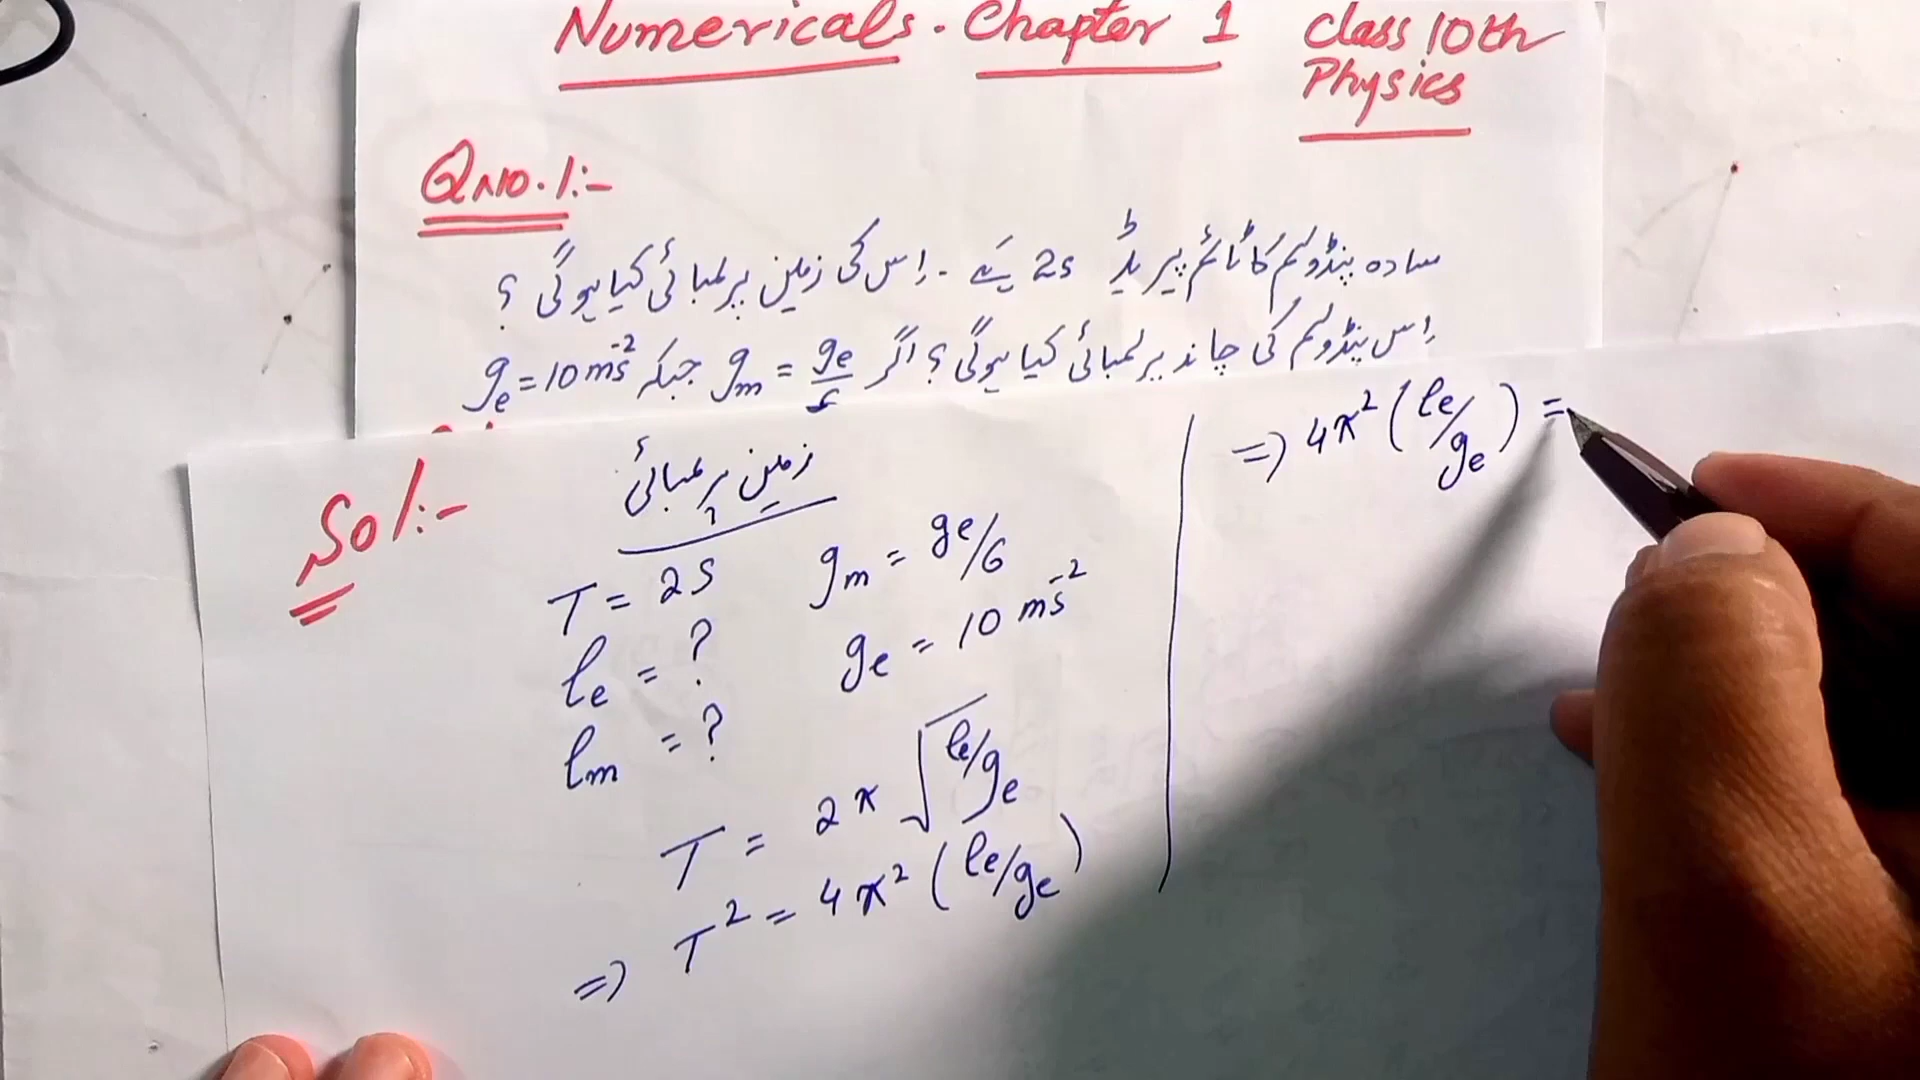 Numericals. Chapter 1 Class 10th
Physics
Q NO. 1:-
سادہ پنڈولم کا ٹائم پیریڈ 2s ہے۔ اِس کی زمین پر لمبائی کیا ہوگی؟
اِس پنڈولم کی چاند پر لمبائی کیا ہوگی؟ اگر gm = ge/6 جبکہ ge = 10 ms⁻²
Sol:-
زمین پر لمبائی
T = 2S gm = ge/6
le = ? ge = 10 ms⁻²
lm = ?
T = 2π √le/ge
=> T² = 4π² (le/ge)
=> 4π² (le/ge) =